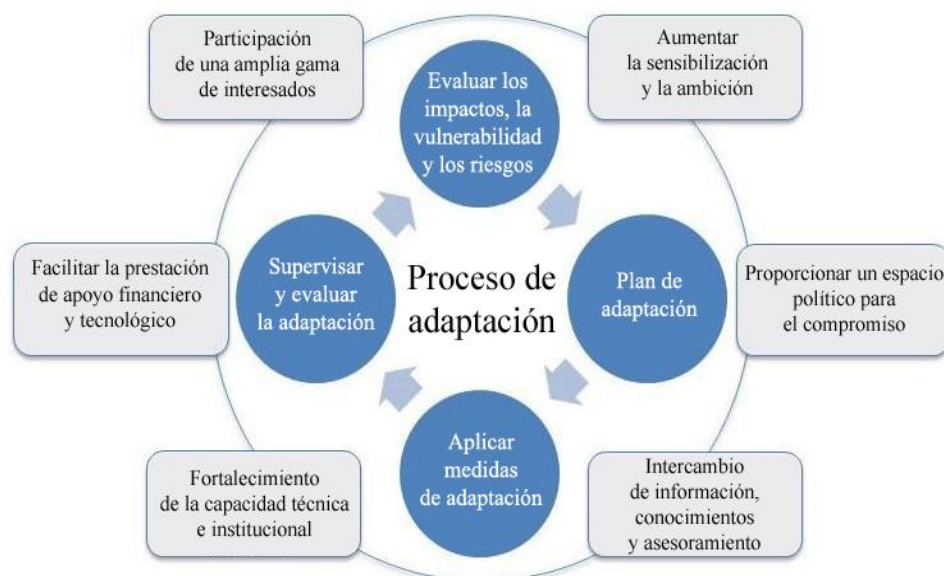 Participación
de una amplia gama
de interesados
Aumentar
la sensibilización
y la ambición
Evaluar los
impactos, la
vulnerabilidad
y los riesgos
Facilitar la prestación
de apoyo financiero
y tecnológico
Supervisar
y evaluar
la adaptación
Proceso de
adaptación
Plan de
adaptación
Proporcionar un espacio
político para
el compromiso
Fortalecimiento
de la capacidad técnica
e institucional
Aplicar
medidas
de adaptación
Intercambio
de información,
conocimientos
y asesoramiento